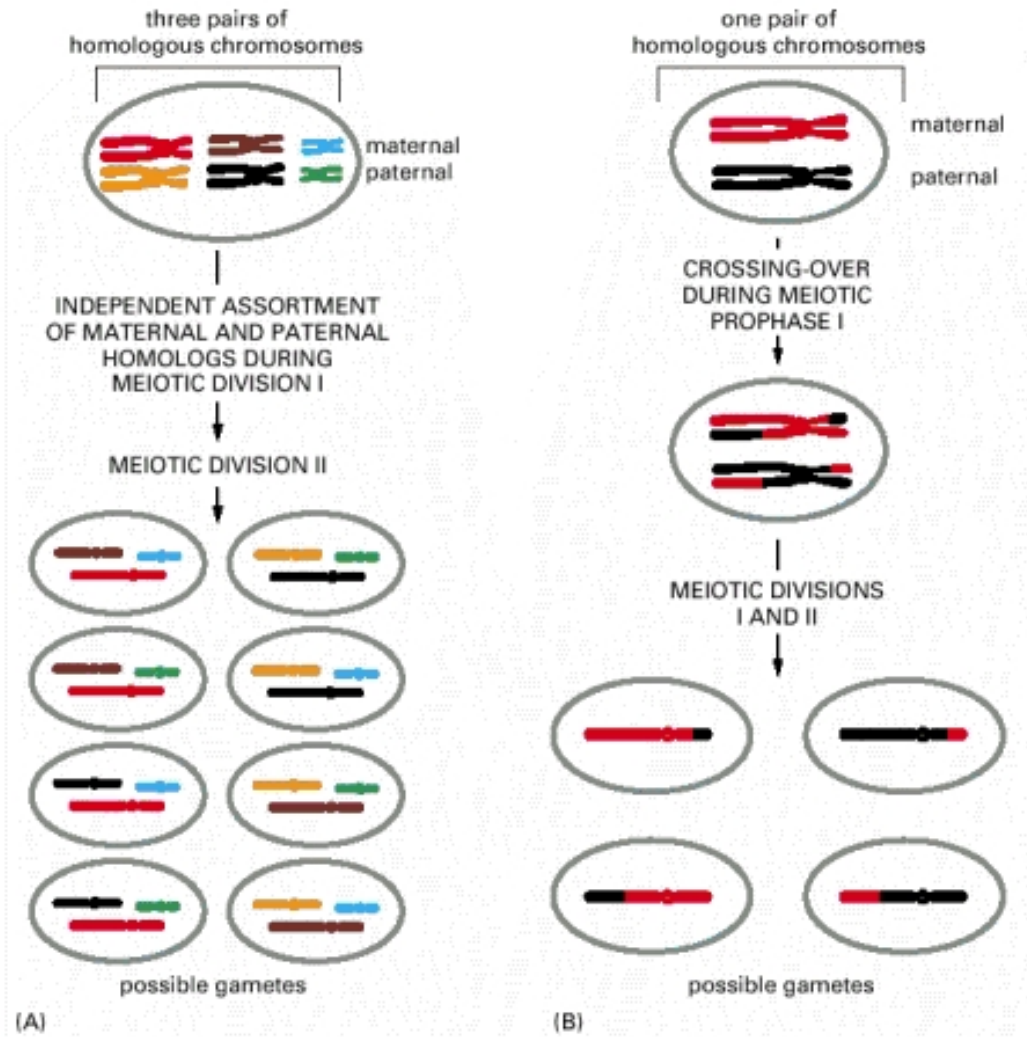 three pairs of
homologous chromosomes
maternal
paternal
INDEPENDENT ASSORTMENT
OF MATERNAL AND PATERNAL
HOMOLOGS DURING
MEIOTIC DIVISION I
MEIOTIC DIVISION II
possible gametes
(A)
one pair of
homologous chromosomes
maternal
paternal
CROSSING-OVER
DURING MEIOTIC
PROPHASE I
MEIOTIC DIVISIONS
I AND II
possible gametes
(B)